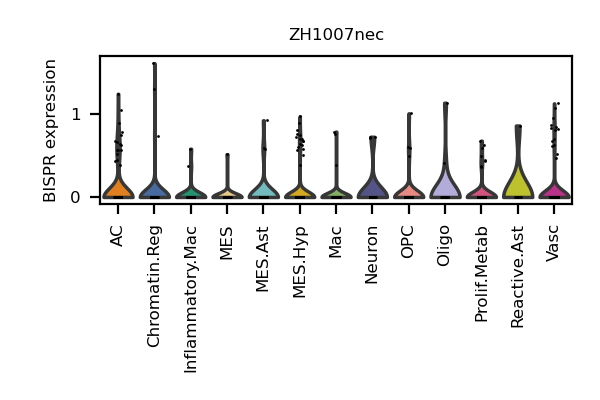 ZH1007nec
BISPR expression
1
0
AC
Chromatin.Reg
Inflammatory.Mac
MES
MES.Ast
MES.Hyp
Mac
Neuron
OPC
Oligo
Prolif.Metab
Reactive.Ast
Vasc